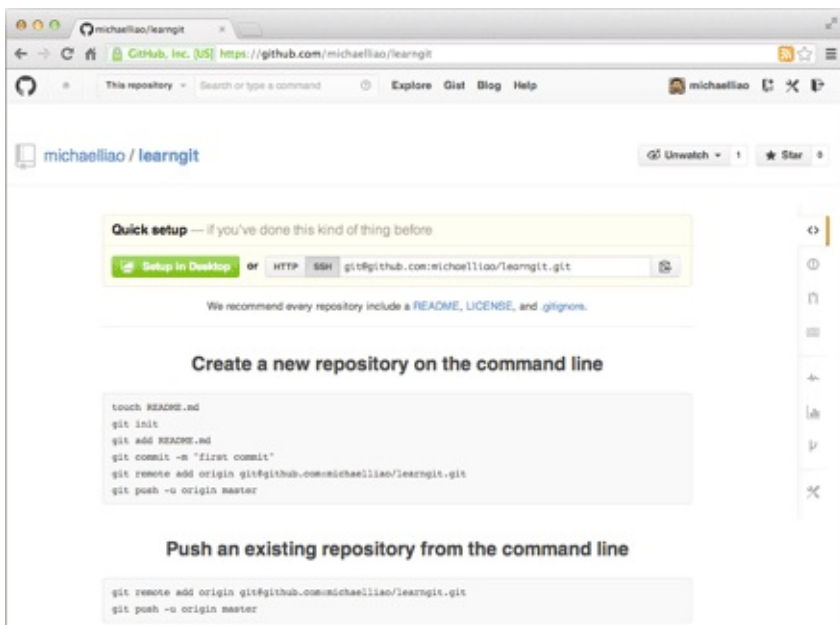 michaelliao/learngit
GitHub, Inc. [US] https://github.com/michaelliao/learngit
This repository Search or type a command Explore Gist Blog Help michaelliao
michaelliao / learngit Unwatch 1 Star 0
Quick setup — if you've done this kind of thing before
Setup in Desktop or HTTP SSH git@github.com:michaelliao/learngit.git
We recommend every repository include a README, LICENSE, and .gitignore.
Create a new repository on the command line
touch README.md
git init
git add README.md
git commit -m "first commit"
git remote add origin git@github.com:michaelliao/learngit.git
git push -u origin master
Push an existing repository from the command line
git remote add origin git@github.com:michaelliao/learngit.git
git push -u origin master